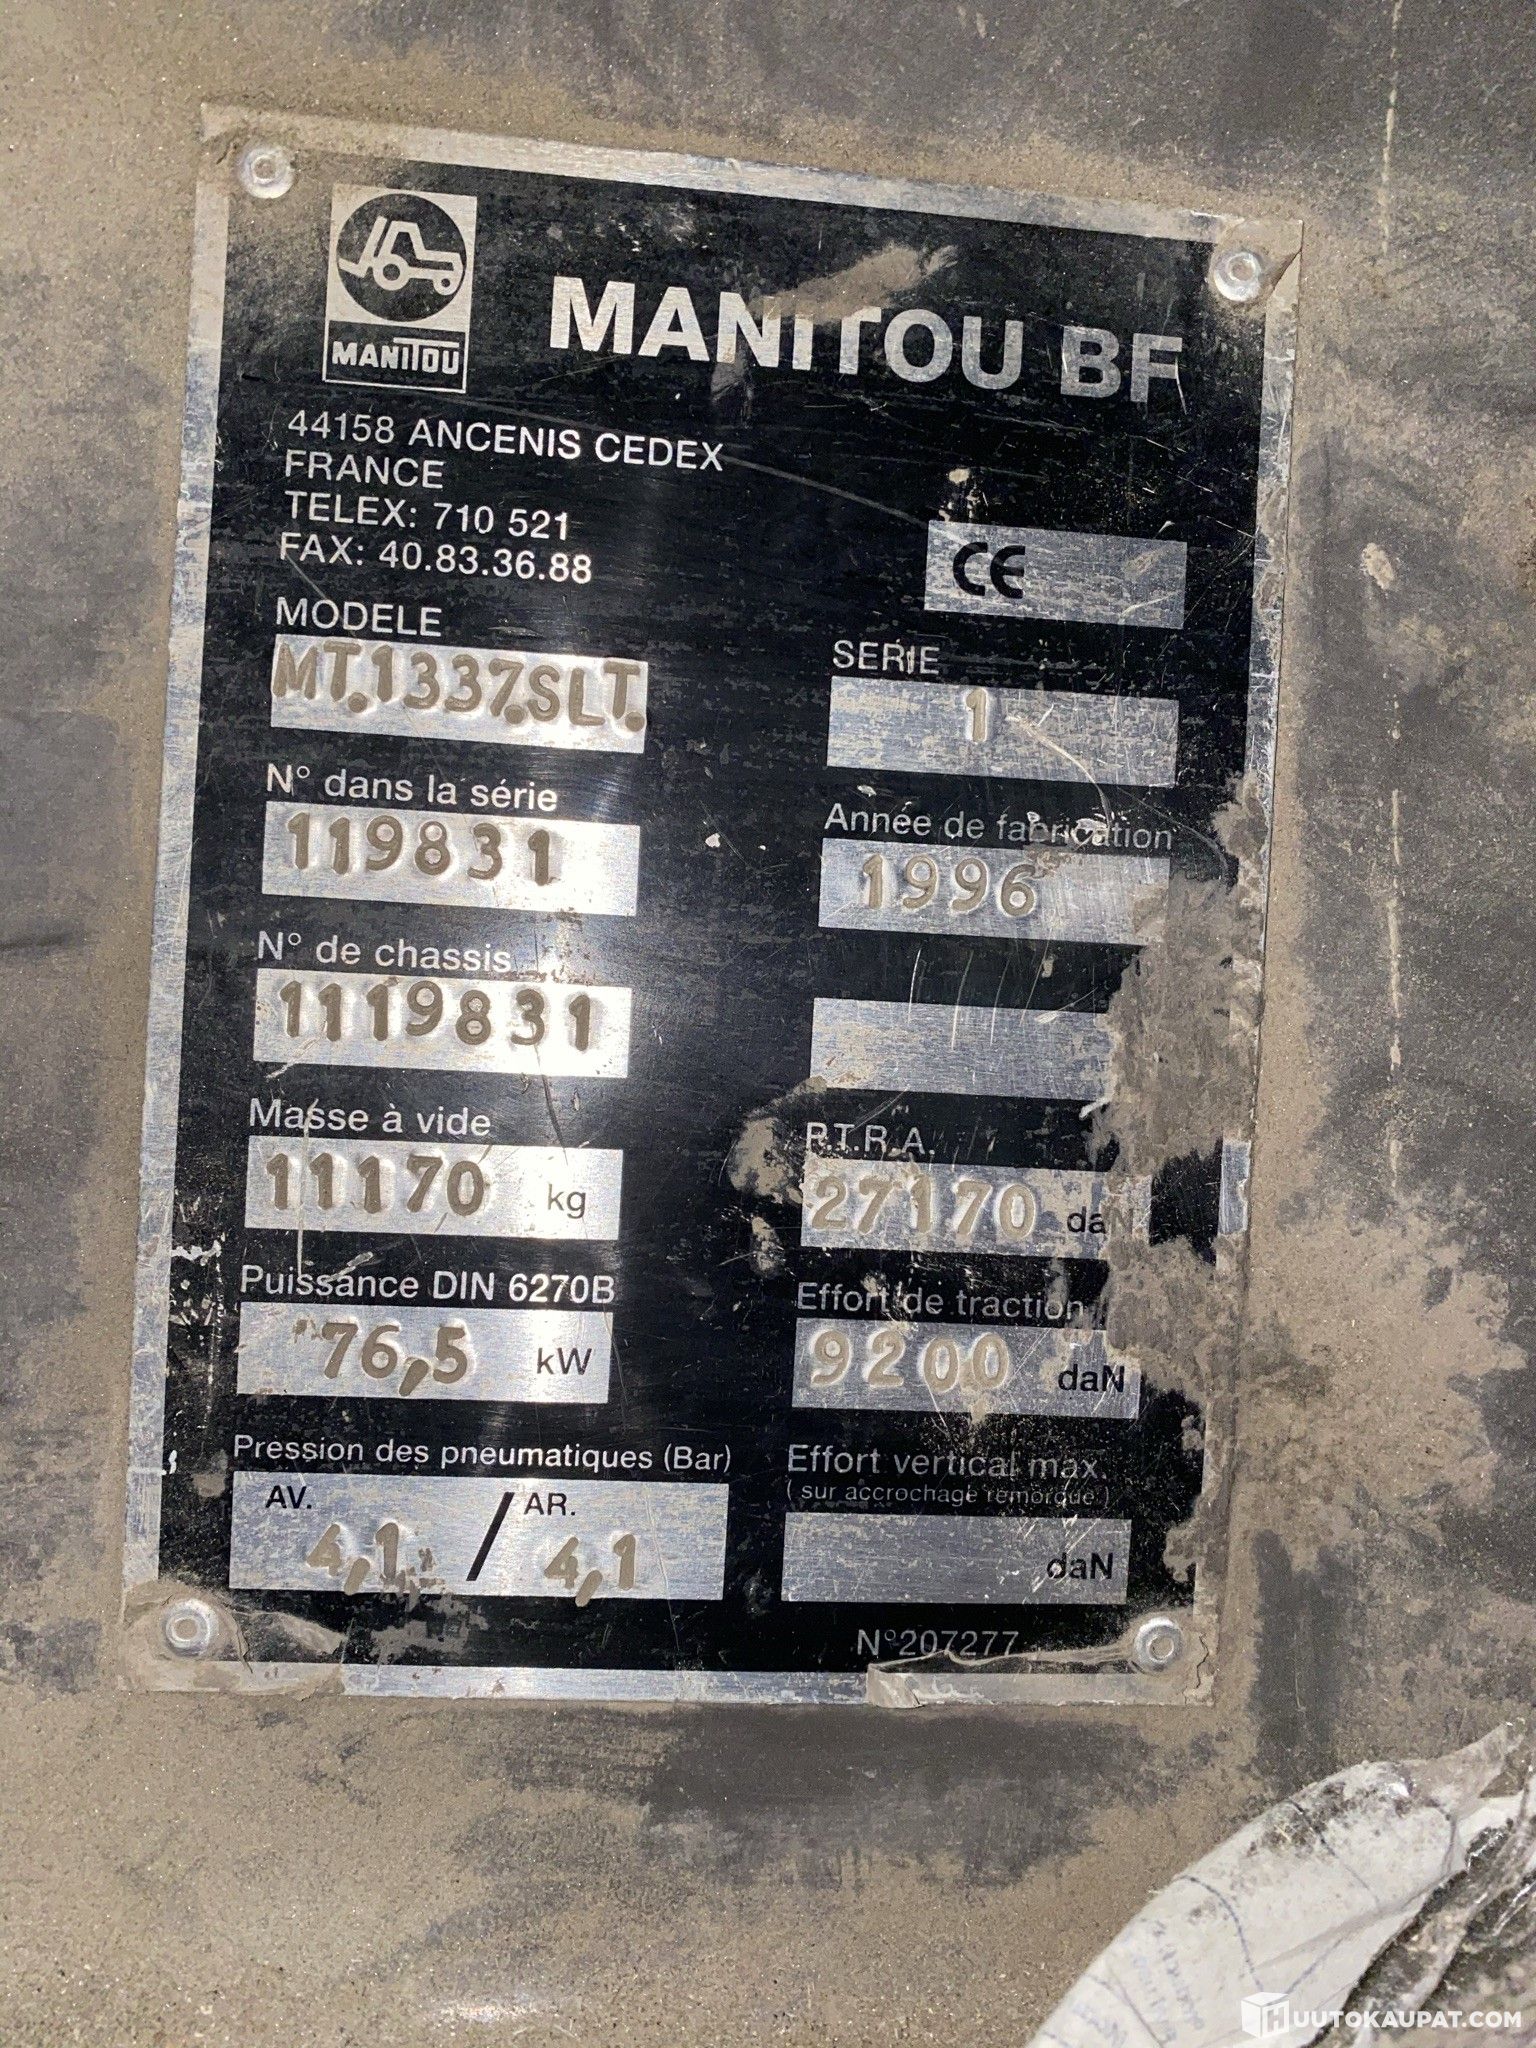 MANITOU
MANITOU BF
44158 ANCENIS CEDEX
FRANCE
TELEX: 710 521
FAX: 40.83.36.88
CE
MODELE
MT.1337.SLT.
SERIE
1
N° dans la série
119831
Année de fabrication
1996
N° de chassis
1119831
Masse à vide
11170 kg
P.T.R.A.
27170 daN
Puissance DIN 6270B
76,5 kW
Effort de traction
9200 daN
Pression des pneumatiques (Bar)
AV. / AR.
4,1 4,1
Effort vertical max.
(sur accrochage remorque)
daN
N° 207277
HUUTOKAUPAT.COM